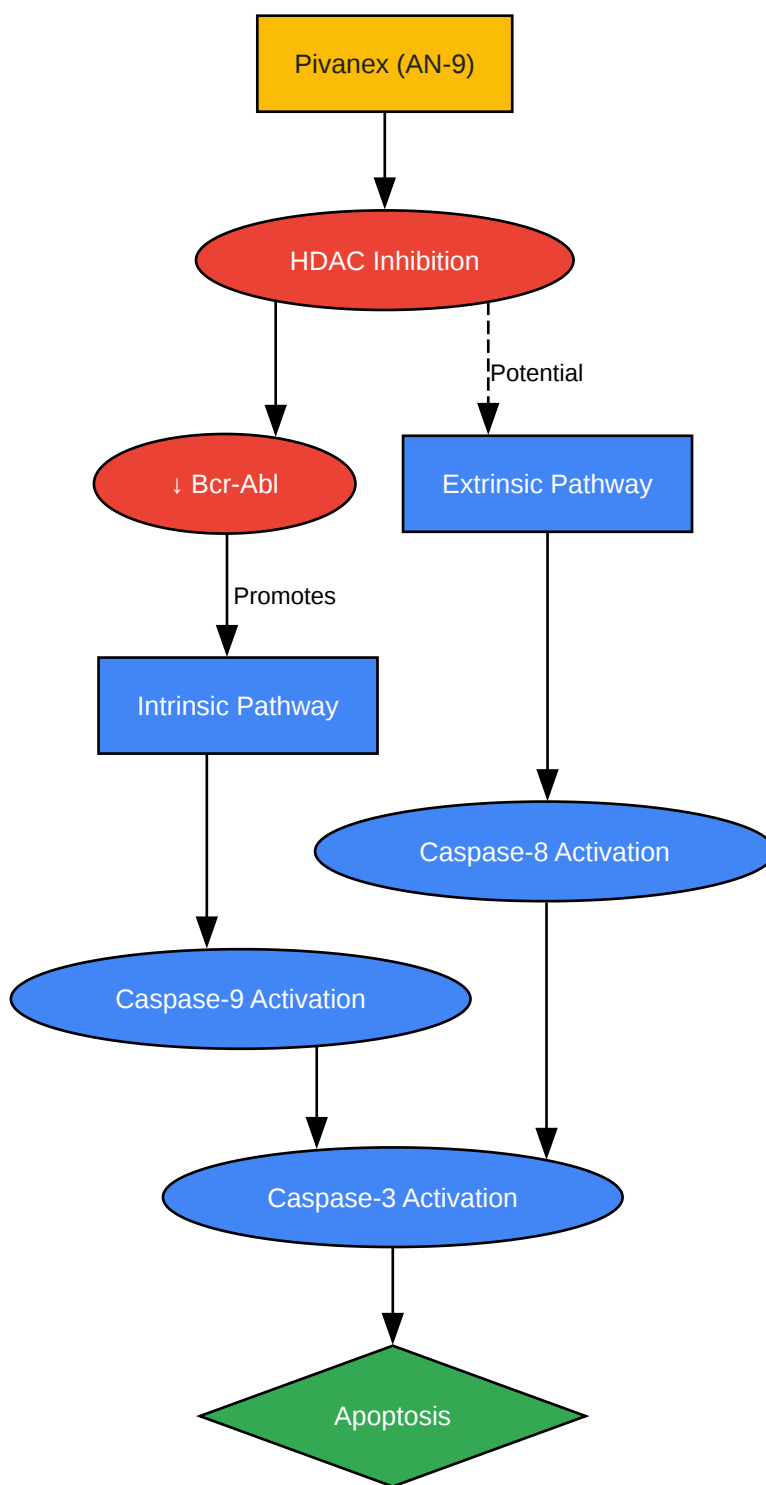 Pivanex (AN-9)
HDAC Inhibition
Potential
↓ Bcr-Abl
Extrinsic Pathway
Promotes
Intrinsic Pathway
Caspase-8 Activation
Caspase-9 Activation
Caspase-3 Activation
Apoptosis